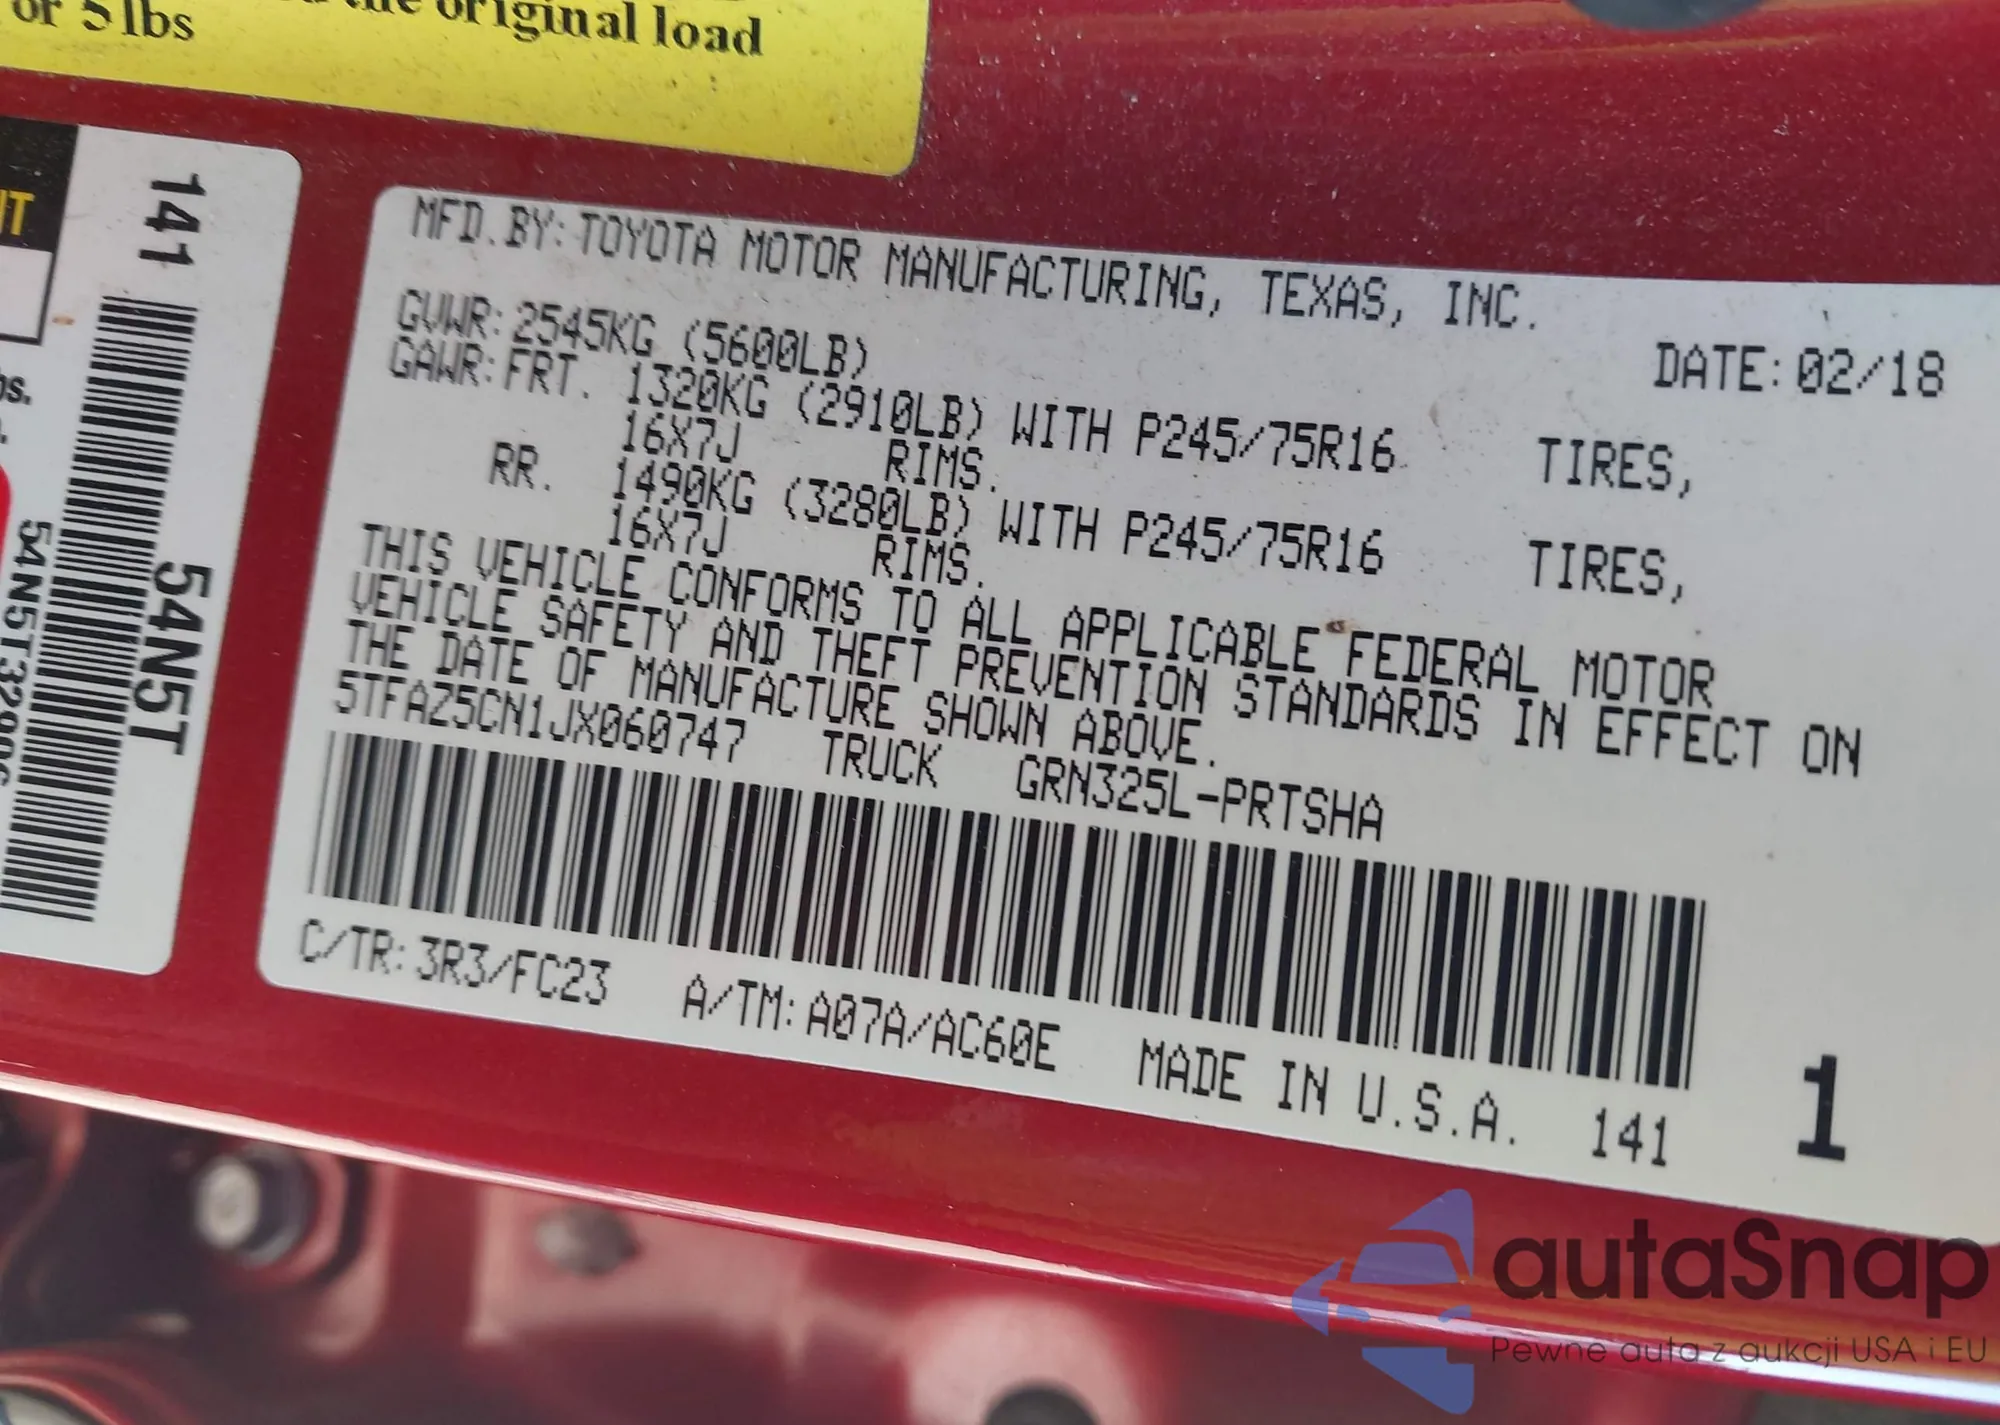 or 5 lbs
the original load
141
54N5T
MFD.BY:TOYOTA MOTOR MANUFACTURING, TEXAS, INC.
GVWR:2545KG (5600LB) DATE:02/18
GAWR:FRT. 1320KG (2910LB) WITH P245/75R16 TIRES,
16X7J RIMS.
RR. 1490KG (3280LB) WITH P245/75R16 TIRES,
16X7J RIMS.
THIS VEHICLE CONFORMS TO ALL APPLICABLE FEDERAL MOTOR
VEHICLE SAFETY AND THEFT PREVENTION STANDARDS IN EFFECT ON
THE DATE OF MANUFACTURE SHOWN ABOVE.
5TFAZ5CN1JX060747 TRUCK GRN325L-PRTSHA
C/TR:3R3/FC23 A/TM:A07A/AC60E MADE IN U.S.A. 141
1
autaSnap
Pewne auta z aukcji USA i EU